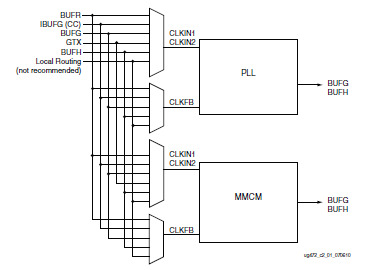 BUFR
IBUFG (CC)
BUFG
GTX
BUFH
Local Routing
(not recommended)
CLKIN1
CLKIN2
PLL
BUFG
BUFH
CLKFB
CLKIN1
CLKIN2
MMCM
BUFG
BUFH
CLKFB
ug472_c2_01_070610